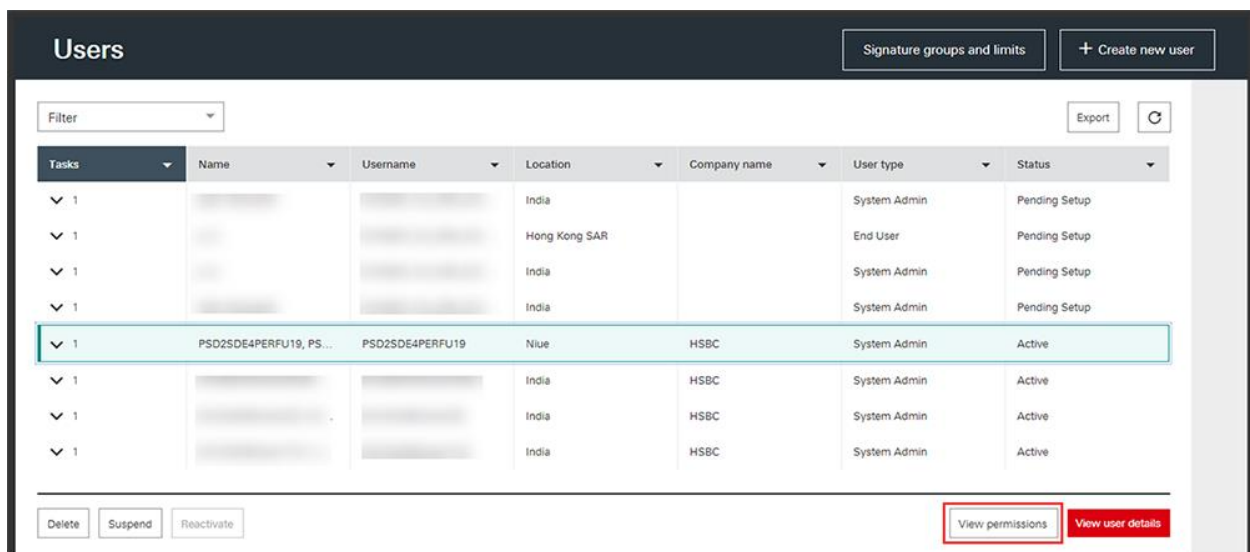 Users
Signature groups and limits
+ Create new user
Filter
Export
Tasks Name Username Location Company name User type Status
1 India System Admin Pending Setup
1 Hong Kong SAR End User Pending Setup
1 India System Admin Pending Setup
1 India System Admin Pending Setup
1 PSD2SDE4PERFU19, PS... PSD2SDE4PERFU19 Niue HSBC System Admin Active
1 India HSBC System Admin Active
1 India HSBC System Admin Active
1 India HSBC System Admin Active
Delete Suspend Reactivate View permissions View user details